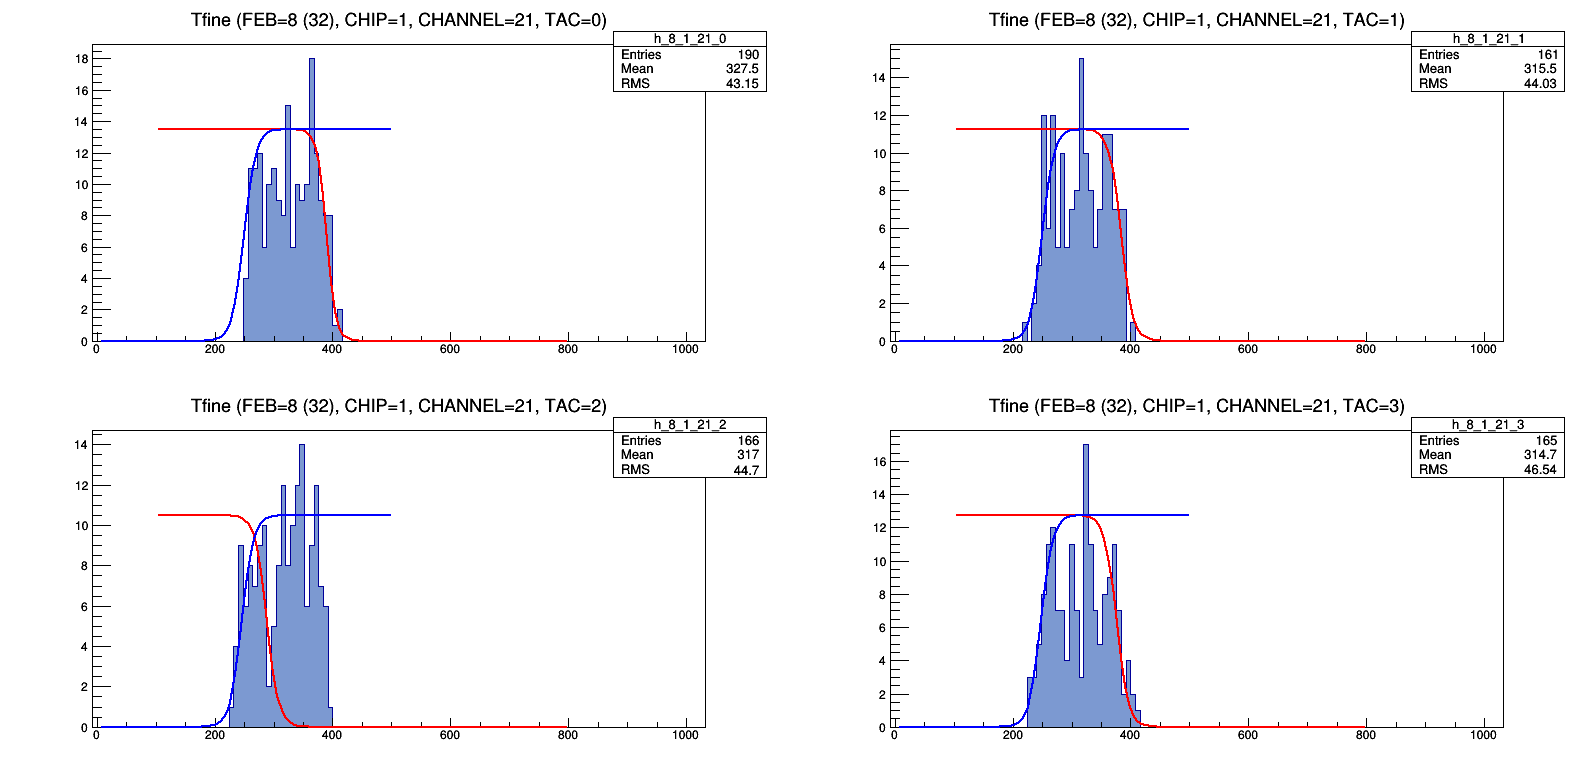 Tfine (FEB=8 (32), CHIP=1, CHANNEL=21, TAC=0)
h_8_1_21_0
Entries 190
Mean 327.5
RMS 43.15
18
16
14
12
10
8
6
4
2
0
0 200 400 600 800 1000
Tfine (FEB=8 (32), CHIP=1, CHANNEL=21, TAC=1)
h_8_1_21_1
Entries 161
Mean 315.5
RMS 44.03
14
12
10
8
6
4
2
0
0 200 400 600 800 1000
Tfine (FEB=8 (32), CHIP=1, CHANNEL=21, TAC=2)
h_8_1_21_2
Entries 166
Mean 317
RMS 44.7
14
12
10
8
6
4
2
0
0 200 400 600 800 1000
Tfine (FEB=8 (32), CHIP=1, CHANNEL=21, TAC=3)
h_8_1_21_3
Entries 165
Mean 314.7
RMS 46.54
16
14
12
10
8
6
4
2
0
0 200 400 600 800 1000